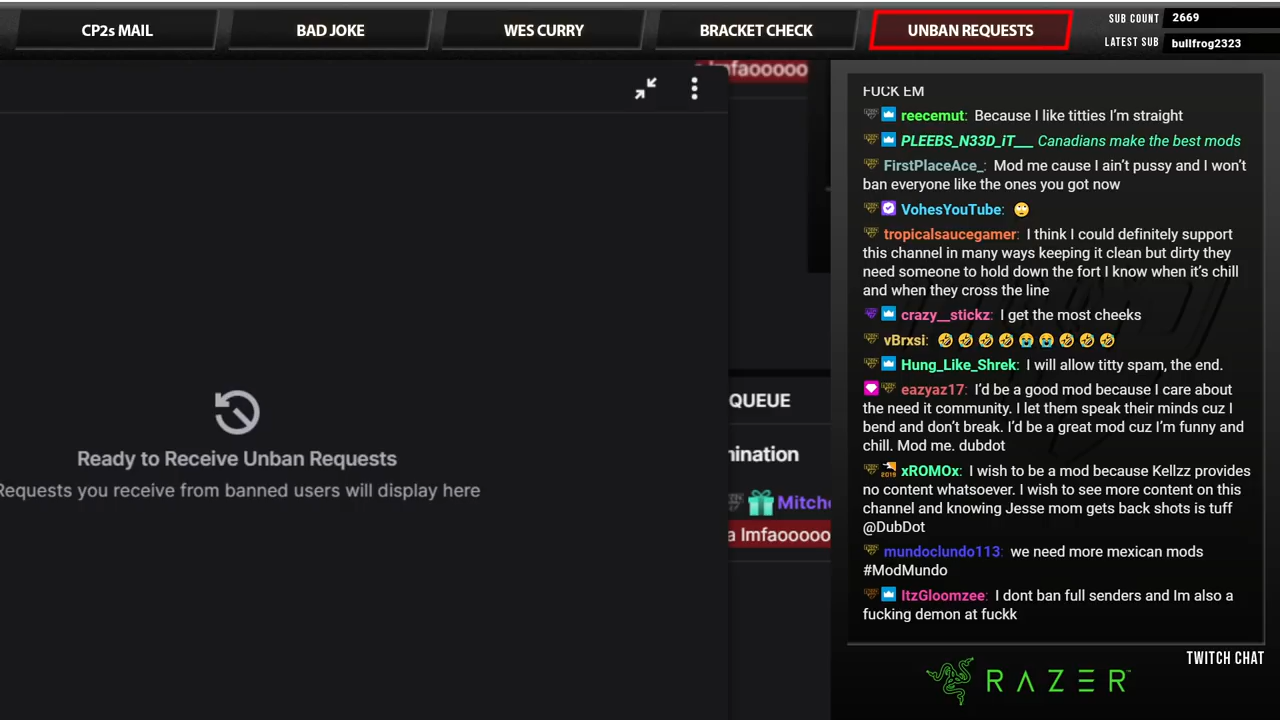 CP2s MAIL
BAD JOKE
WES CURRY
BRACKET CHECK
UNBAN REQUESTS
SUB COUNT 2669
LATEST SUB bullfrog2323
lmfaooooo
Ready to Receive Unban Requests
Requests you receive from banned users will display here
QUEUE
mination
Mitche
a lmfaooooo
FUCK EM
reecemut: Because I like titties I’m straight
PLEEBS_N33D_iT___ Canadians make the best mods
FirstPlaceAce_: Mod me cause I ain’t pussy and I won’t
ban everyone like the ones you got now
VohesYouTube: 🙄
tropicalsaucegamer: I think I could definitely support
this channel in many ways keeping it clean but dirty they
need someone to hold down the fort I know when it’s chill
and when they cross the line
crazy__stickz: I get the most cheeks
vBrxsi: 🤣🤣🤣🤣😭😭🤣🤣🤣
Hung_Like_Shrek: I will allow titty spam, the end.
eazyaz17: I’d be a good mod because I care about
the need it community. I let them speak their minds cuz I
bend and don’t break. I’d be a great mod cuz I’m funny and
chill. Mod me. dubdot
2019 xROMOx: I wish to be a mod because Kellzz provides
no content whatsoever. I wish to see more content on this
channel and knowing Jesse mom gets back shots is tuff
@DubDot
mundoclundo113: we need more mexican mods
#ModMundo
ItzGloomzee: I dont ban full senders and Im also a
fucking demon at fuckk
TWITCH CHAT
RAZER